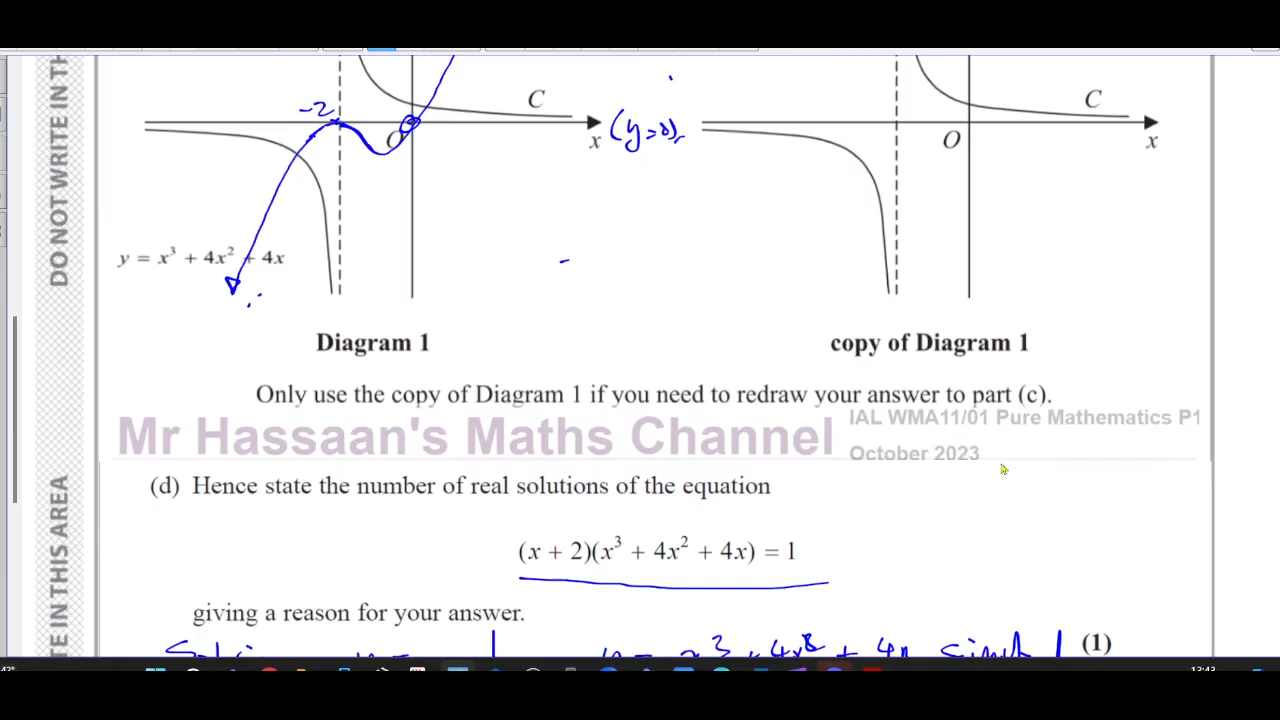 DO NOT WRITE IN TH
-2
C
C
O
x
(y=0)
O
x
y = x³ + 4x² + 4x
Diagram 1
copy of Diagram 1
Only use the copy of Diagram 1 if you need to redraw your answer to part (c).
Mr Hassaan's Maths Channel
IAL WMA11/01 Pure Mathematics P1
October 2023
(d) Hence state the number of real solutions of the equation
(x + 2)(x³ + 4x² + 4x) = 1
giving a reason for your answer.
(1)
TE IN THIS AREA
13:43